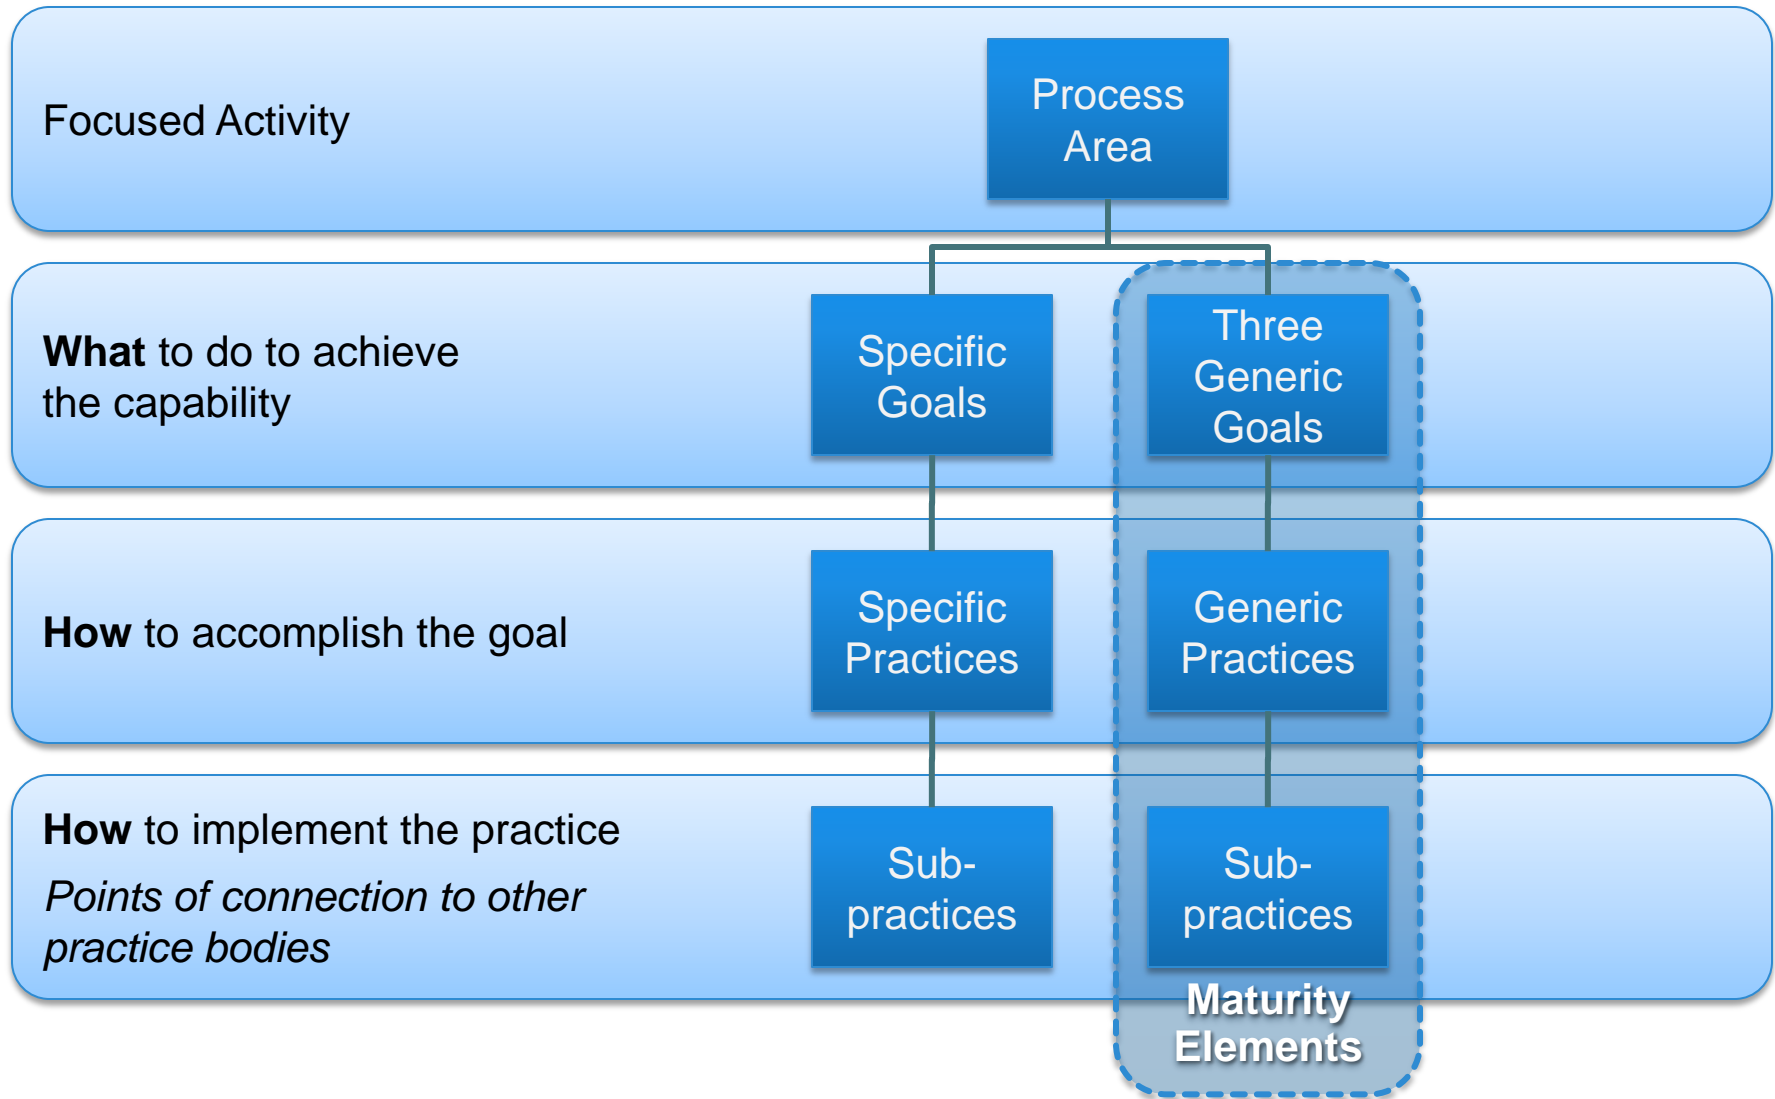 Focused Activity
Process
Area
What to do to achieve
the capability
Specific
Goals
Three
Generic
Goals
How to accomplish the goal
Specific
Practices
Generic
Practices
How to implement the practice
Points of connection to other
practice bodies
Sub-
practices
Sub-
practices
Maturity
Elements